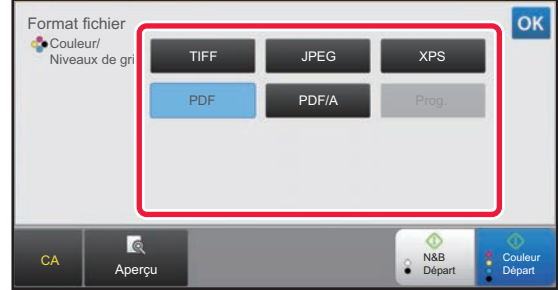 Format fichier
OK
Couleur/
Niveaux de gri
TIFF
JPEG
XPS
PDF
PDF/A
Prog.
CA
Aperçu
N&B
Départ
Couleur
Départ